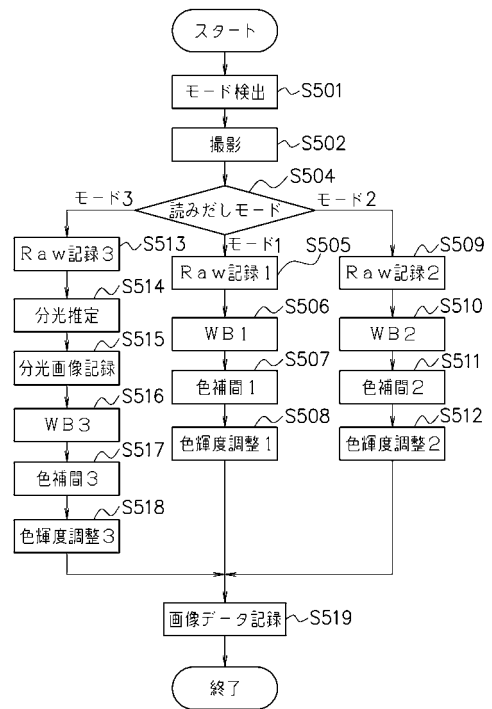 スタート
モード検出
S501
撮影
S502
S504
読みだしモード
モード3
モード1
モード2
Raw記録3
S513
分光推定
S514
分光画像記録
S515
WB3
S516
色補間3
S517
色輝度調整3
S518
Raw記録1
S505
WB1
S506
色補間1
S507
色輝度調整1
S508
Raw記録2
S509
WB2
S510
色補間2
S511
色輝度調整2
S512
画像データ記録
S519
終了